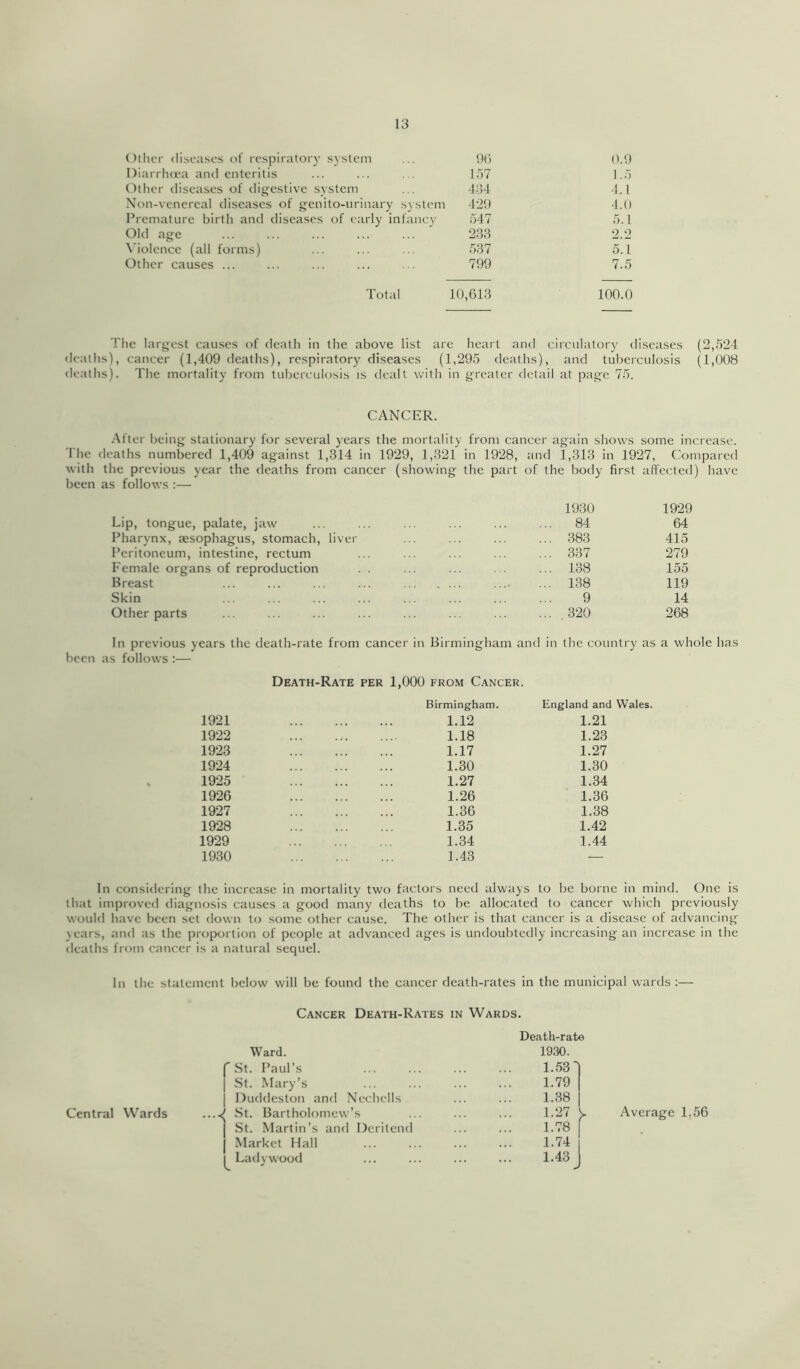 13
Other diseases of respiratory system ... 96 0.9
Diarrhœa and enteritis ... ... ... 157 1.5
Other diseases of digestive system ... 434 4.1
Non-venereal diseases of genito-urinary system 429 4.0
Premature birth and diseases of early infancy 547 5.1
Old age ... ... ... ... ... 233 2.2
Violence (all forms) ... ... ... 537 5.1
Other causes ... ... ... ... ... 799 7.5
Total 10,613 100.0
The largest causes of death in the above list are heart and circulatory diseases (2,524
deaths), cancer (1,409 deaths), respiratory diseases (1,295 deaths), and tuberculosis (1,008
deaths). The mortality from tuberculosis is dealt with in greater detail at page 75.
CANCER.
After being stationary for several years the mortality from cancer again shows some increase.
The deaths numbered 1,409 against 1,314 in 1929, 1,321 in 1928, and 1,313 in 1927, Compared
with the previous year the deaths from cancer (showing the part of the body first affected) have
been as follows :—
1930 1929
Lip, tongue, palate, jaw ... ... ... ... ... ... 84 64
Pharynx, æsophagus, stomach, liver ... ... ... ... 383 415
Peritoneum, intestine, rectum ... ... ... ... ... 337 279
Female organs of reproduction . . ... ... ... ... 138 155
Breast ... ... ... ... ... . ... .... ... 138 119
Skin ... ... ... ... ... ... ... ... 9 14
Other parts ... ... ... ... ... ... ... ... . 320 268
In previous years the death-rate from cancer in Birmingham and in the country as a whole has
been as follows :—
DEATH-RATE PER 1,000 FROM CANCER.
Birmingham. England and Wales.
1921 ... ... ... 1.12 1.21
1922 ... ... .... 1.18 1.23
1923 ... ... ... 1.17 1.27
1924 ... ... ... 1.30 1.30
1925 ... ... ... 1.27 1.34
1926 ... ... ... 1.26 1.36
1927 ... ... ... 1.36 1.38
1928 ... ... ... 1.35 1.42
1929 ... ... ... 1.34 1.44
1930 ... ... ... 1.43 —
In considering the increase in mortality two factors need always to be borne in mind. One is
that improved diagnosis causes a good many deaths to be allocated to cancer which previously
would have been set down to some other cause. The other is that cancer is a disease of advancing
years, and as the proportion of people at advanced ages is undoubtedly increasing an increase in the
deaths from cancer is a natural sequel.
In the statement below will be found the cancer death-rates in the municipal wards :—
CANCER DEATH-RATES IN WARDS.
Death-rate
Ward. 1930.
St. Paul's ... ... ... ... 1.53
St. Mary's ... ... ... ... 1.79
Duddeston and Nechells ... ... 1.38
Central Wards ... St. Bartholomew's ... ... ... 1.27 Average 1.56
St. Martin's and Deritend ... ... 1.78
Market Hall ... ... ... ... 1.74
Ladywood ... ... ... ... 1.43